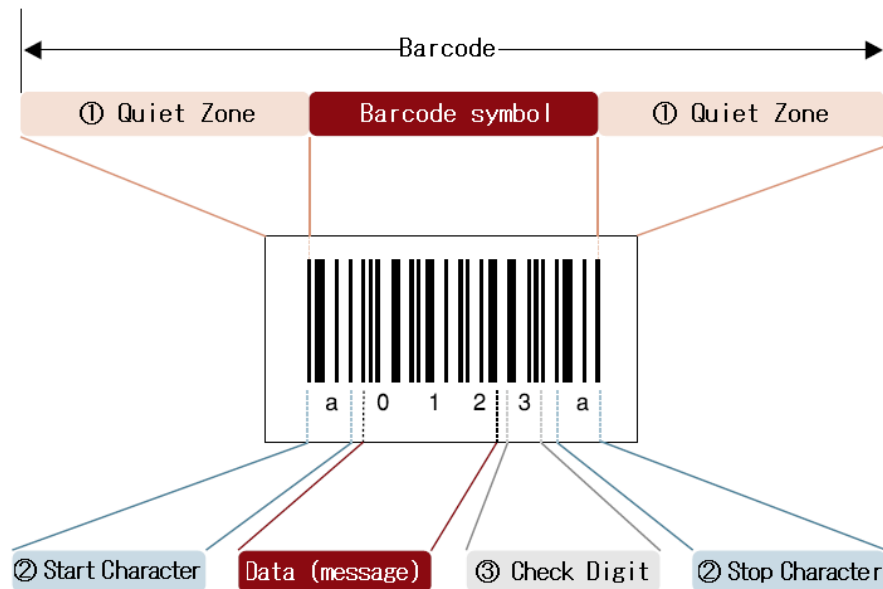 Barcode
① Quiet Zone Barcode symbol ① Quiet Zone
a 0 1 2 3 a
② Start Character Data (message) ③ Check Digit ② Stop Character